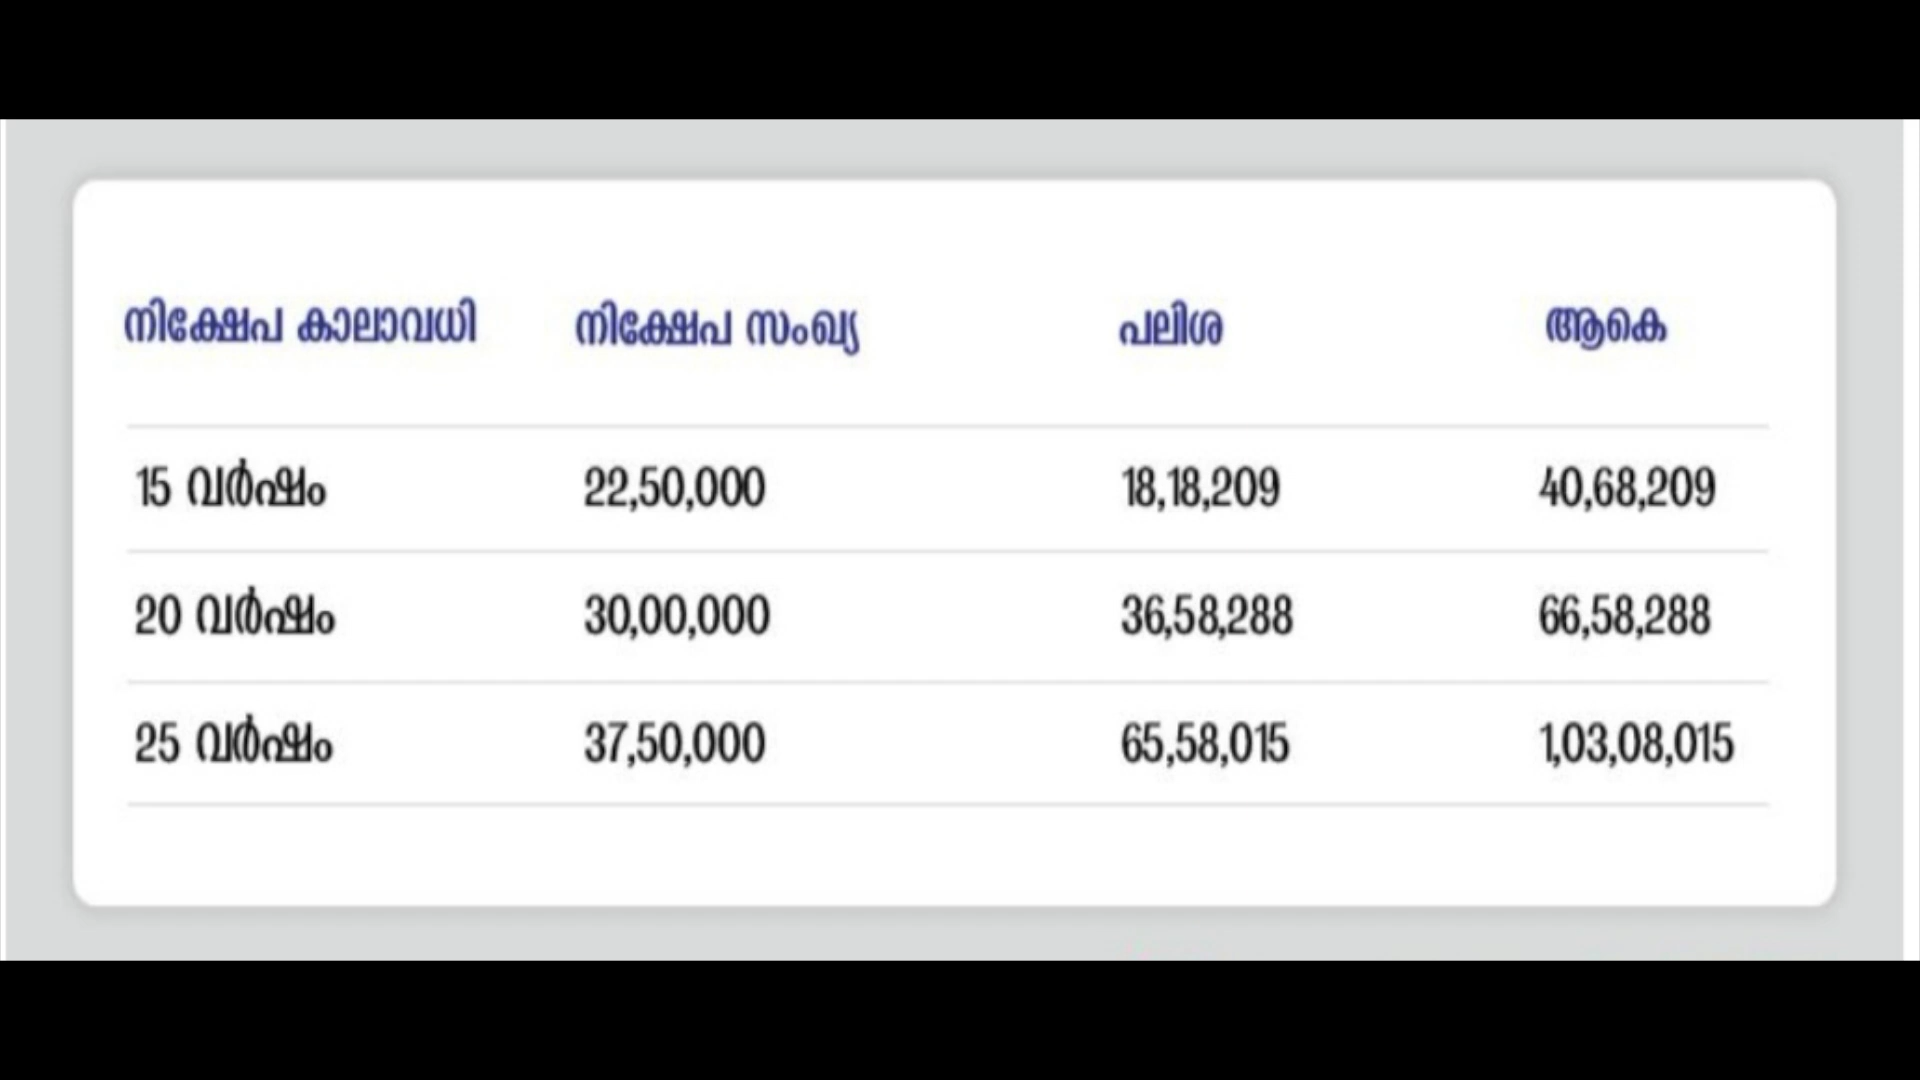 നിക്ഷേപ കാലാവധി നിക്ഷേപ സംഖ്യ പലിശ ആകെ
15 വർഷം 22,50,000 18,18,209 40,68,209
20 വർഷം 30,00,000 36,58,288 66,58,288
25 വർഷം 37,50,000 65,58,015 1,03,08,015